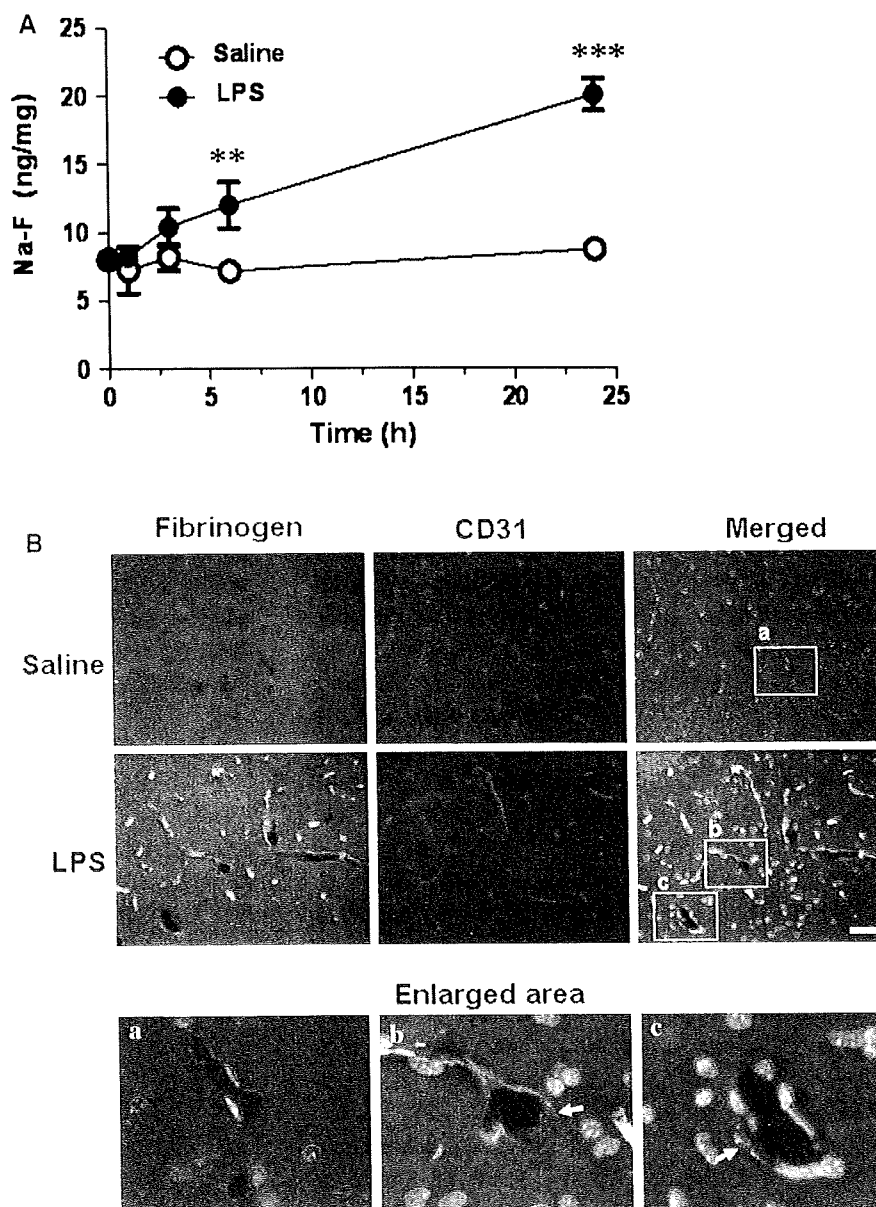 A
25
20
15
10
5
0
Na-F (ng/mg)
Saline
LPS
**
***
0 5 10 15 20 25
Time (h)
B
Fibrinogen CD31 Merged
Saline
a
LPS
b
c
Enlarged area
a b c